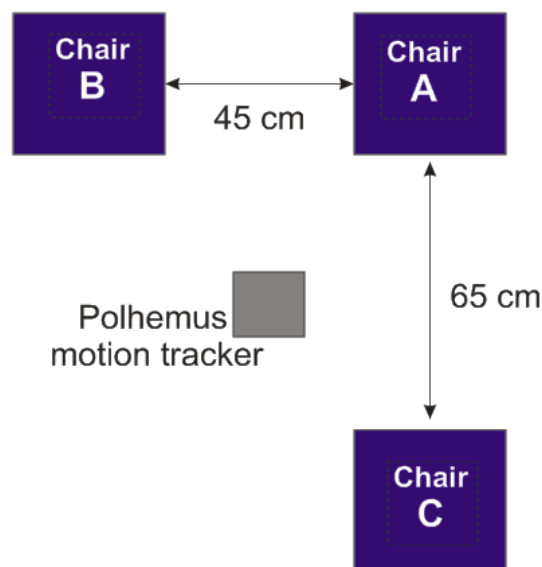 Chair
B
Chair
A
45 cm
65 cm
Polhemus
motion tracker
Chair
C